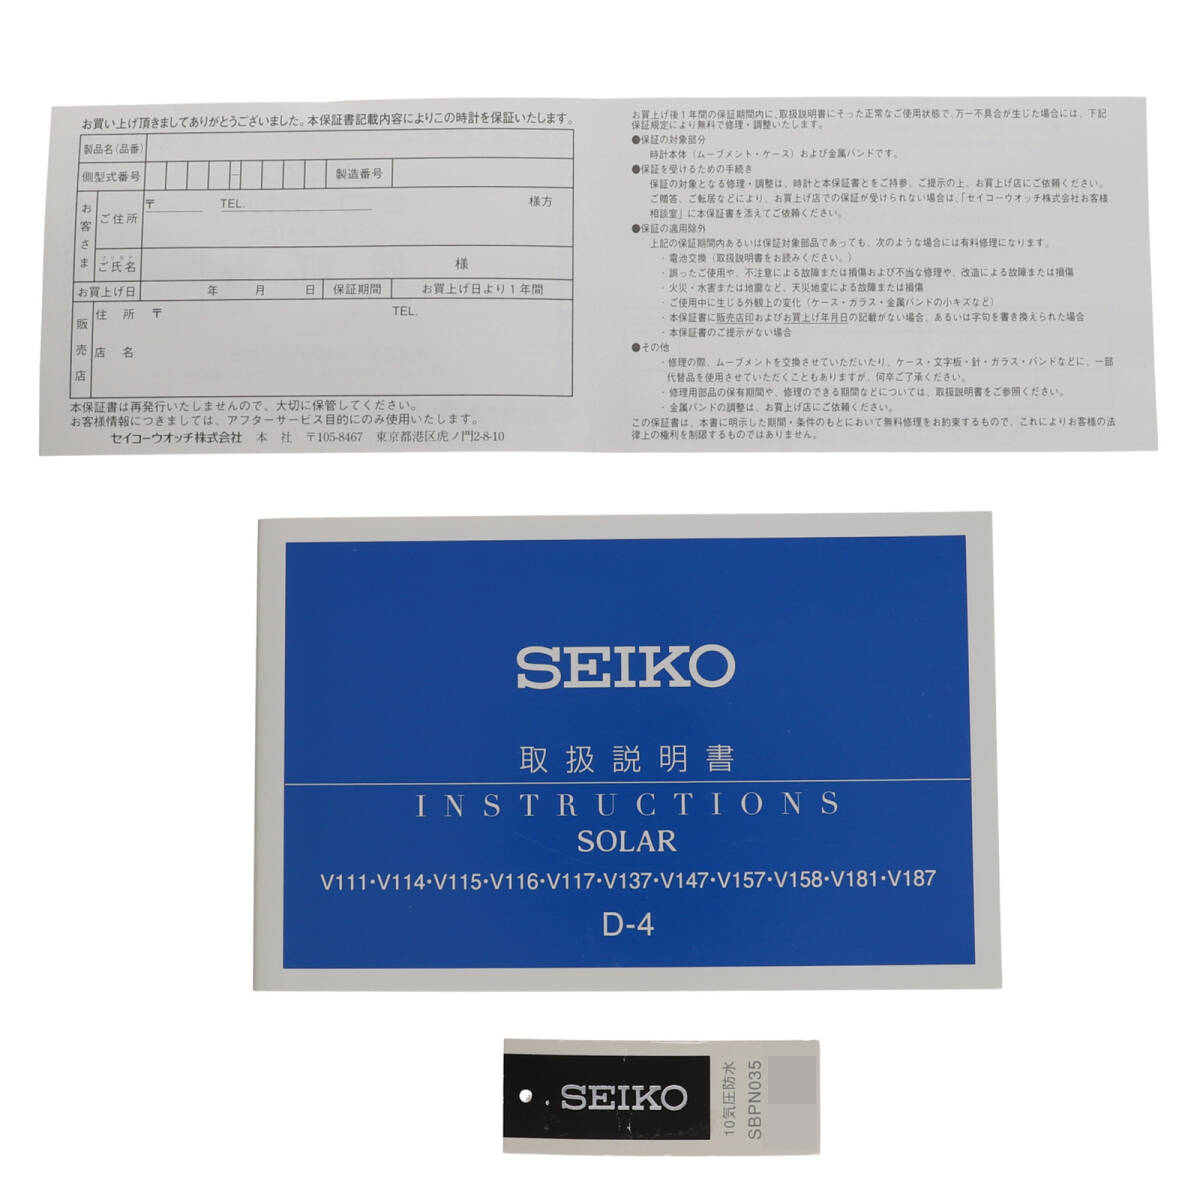 お買い上げ頂きましてありがとうございました。本保証書記載内容によりこの時計を保証いたします。
製品名(品番)
側型式番号
－
製造番号
お客さま
ご住所
〒
TEL.
様方
フリガナ
ご氏名
様
お買上げ日
年 月 日
保証期間
お買上げ日より1年間
販売店
住所
〒
TEL.
店名
本保証書は再発行いたしませんので、大切に保管してください。
お客様情報につきましては、アフターサービス目的にのみ使用いたします。
セイコーウオッチ株式会社 本 社 〒105-8467 東京都港区虎ノ門2-8-10
お買上げ後1年間の保証期間内に、取扱説明書にそった正常なご使用状態で、万一不具合が生じた場合には、下記
保証規定により無料で修理・調整いたします。
●保証の対象部分
時計本体（ムーブメント・ケース）および金属バンドです。
●保証を受けるための手続き
保証の対象となる修理・調整は、時計と本保証書とをご持参、ご提示の上、お買上げ店にご依頼ください。
ご贈答、ご転居などにより、お買上げ店での保証が受けられない場合は、「セイコーウオッチ株式会社お客様
相談室」に本保証書を添えてご依頼ください。
●保証の適用除外
上記の保証期間内あるいは保証対象部品であっても、次のような場合には有料修理になります。
・電池交換（取扱説明書をお読みください。）
・誤ったご使用や、不注意による故障または損傷および不当な修理や、改造による故障または損傷
・火災・水害または地震など、天災地変による故障または損傷
・ご使用中に生じる外観上の変化（ケース・ガラス・金属バンドの小キズなど）
・本保証書に販売店印およびお買上げ年月日の記載がない場合、あるいは字句を書き換えられた場合
・本保証書のご提示がない場合
●その他
・修理の際、ムーブメントを交換させていただいたり、ケース・文字板・針・ガラス・バンドなどに、一部
代替品を使用させていただくこともありますが、何卒ご了承ください。
・修理用部品の保有期間や、修理のできる期間などについては、取扱説明書をご参照ください。
・金属バンドの調整は、お買上げ店にご依頼ください。
この保証書は、本書に明示した期間・条件のもとにおいて無料修理をお約束するもので、これによりお客様の法
律上の権利を制限するものではありません。
SEIKO
取扱説明書
INSTRUCTIONS
SOLAR
V111・V114・V115・V116・V117・V137・V147・V157・V158・V181・V187
D-4
SEIKO
10気圧防水
SBPN035